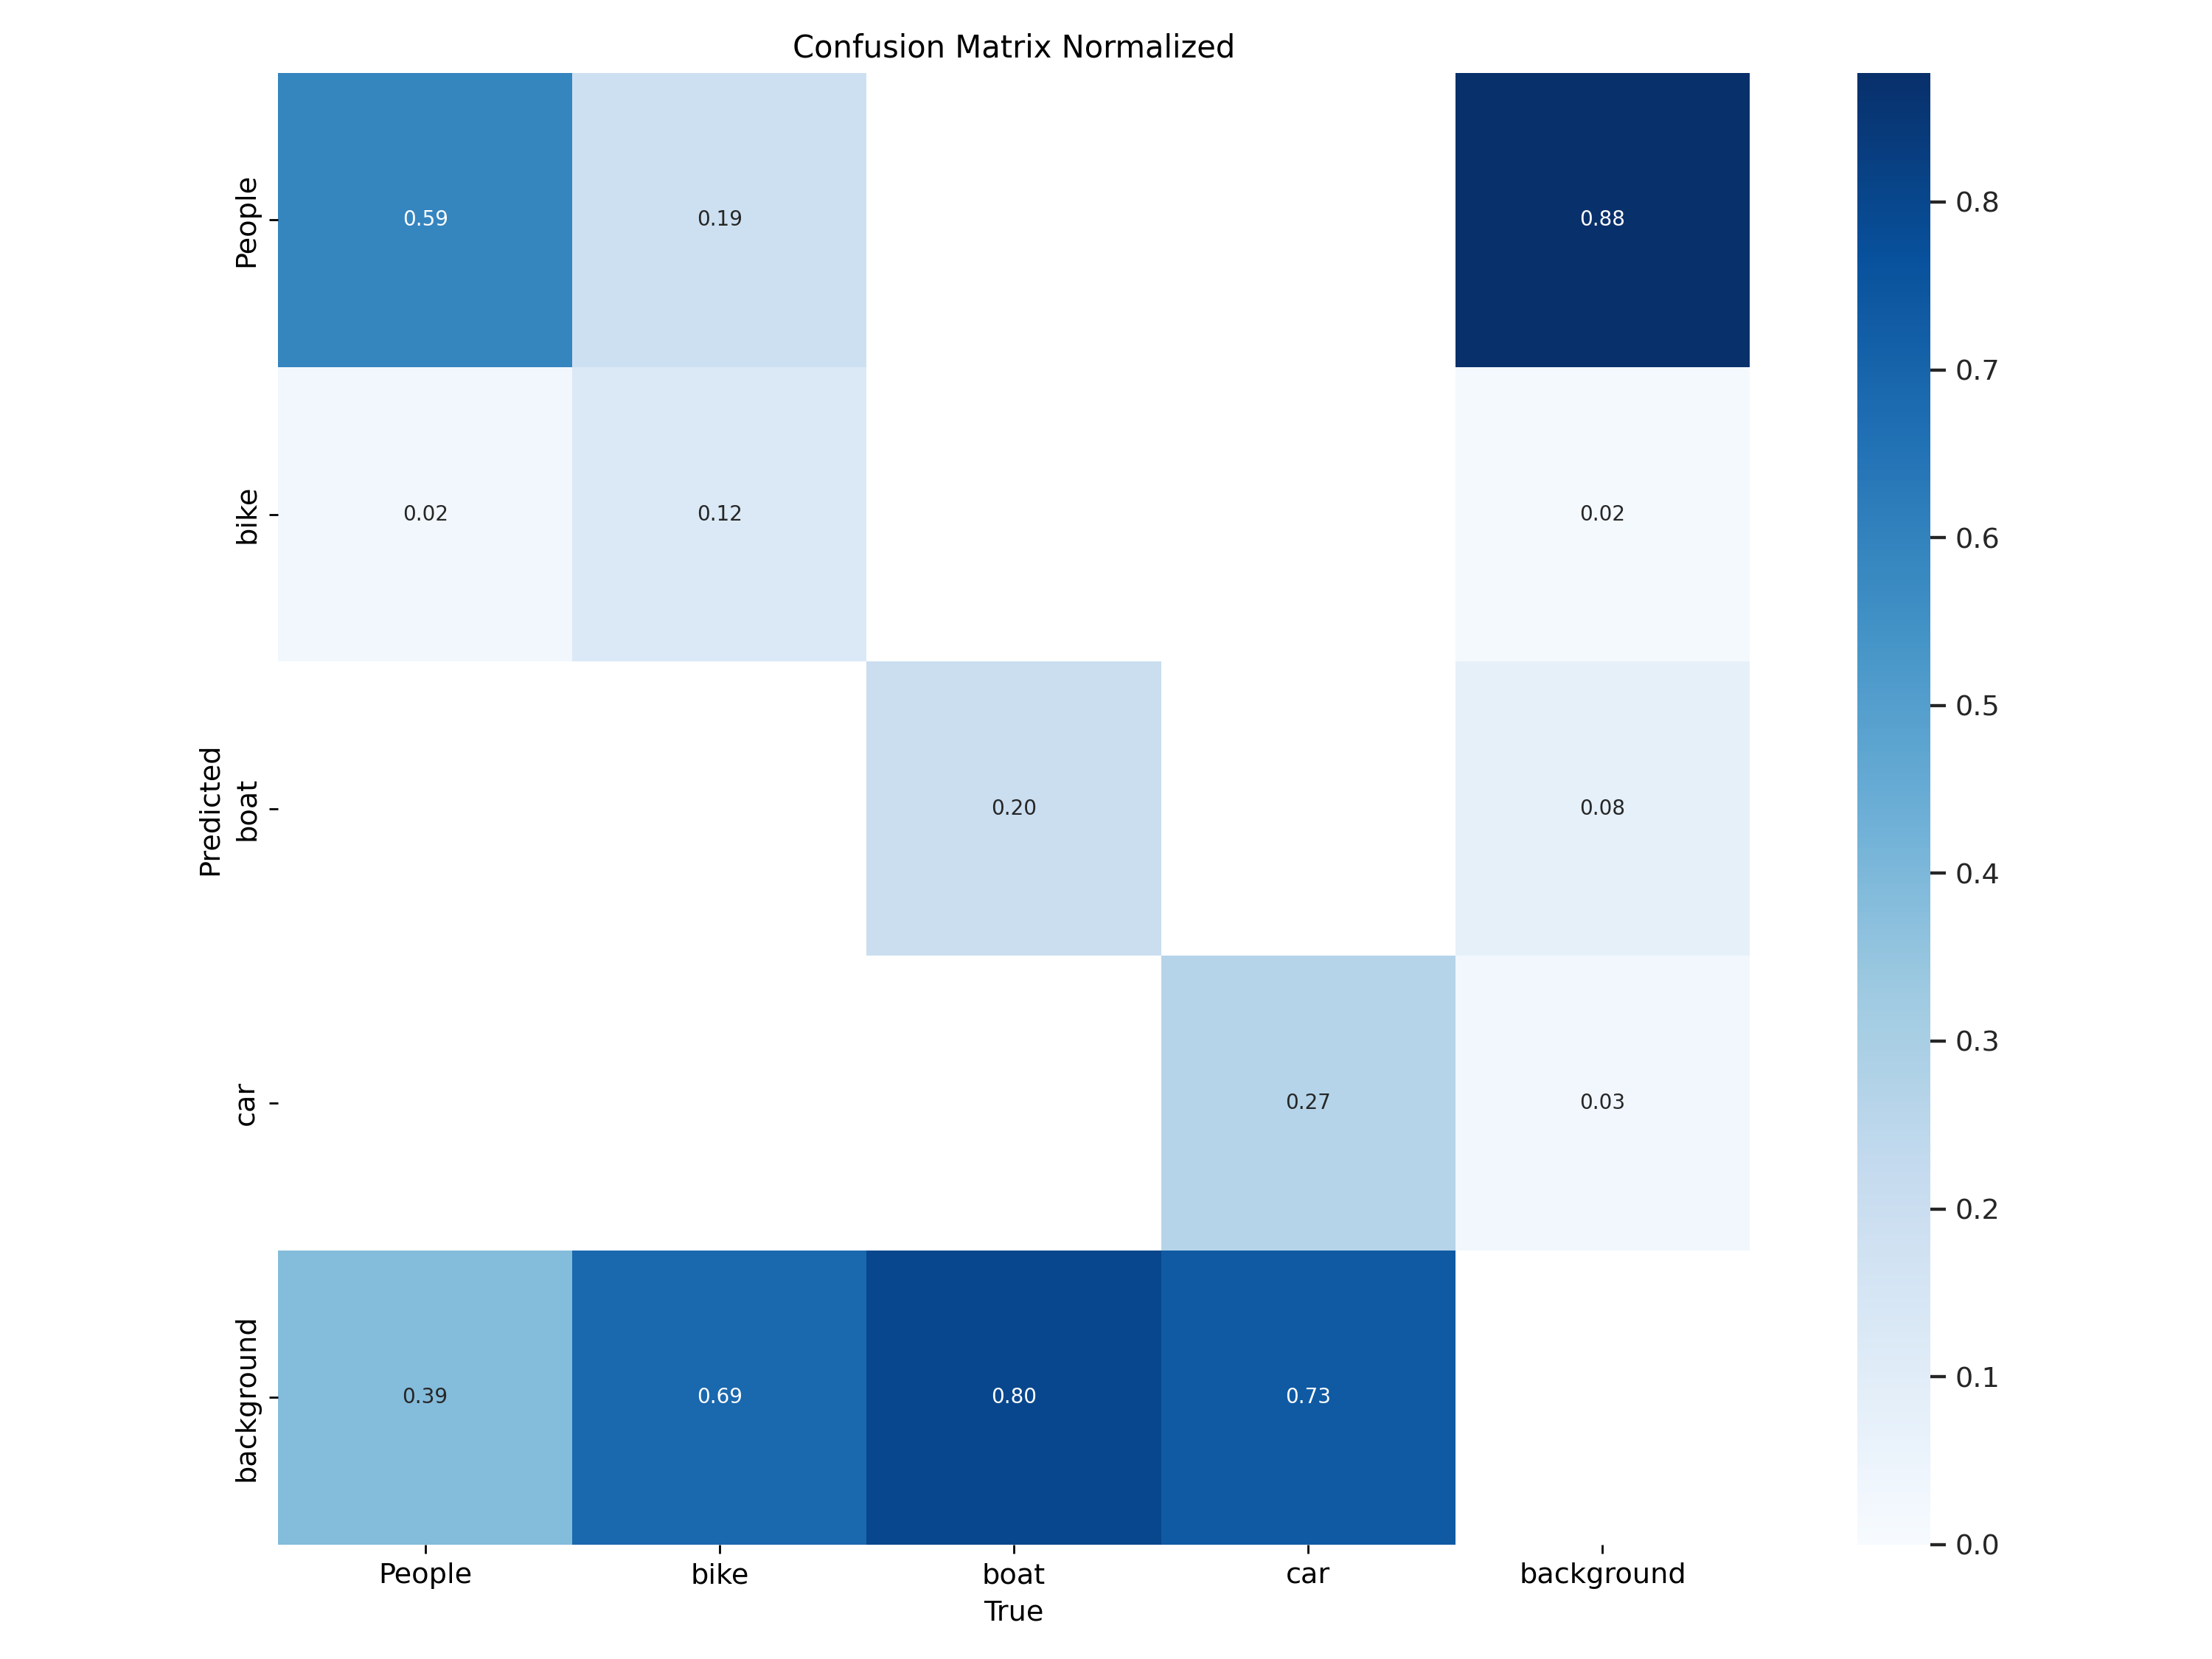 Confusion Matrix Normalized
People
0.59
0.19
0.88
bike
0.02
0.12
0.02
Predicted
boat
0.20
0.08
car
0.27
0.03
background
0.39
0.69
0.80
0.73
People
bike
boat
car
background
True
0.8
0.7
0.6
0.5
0.4
0.3
0.2
0.1
0.0